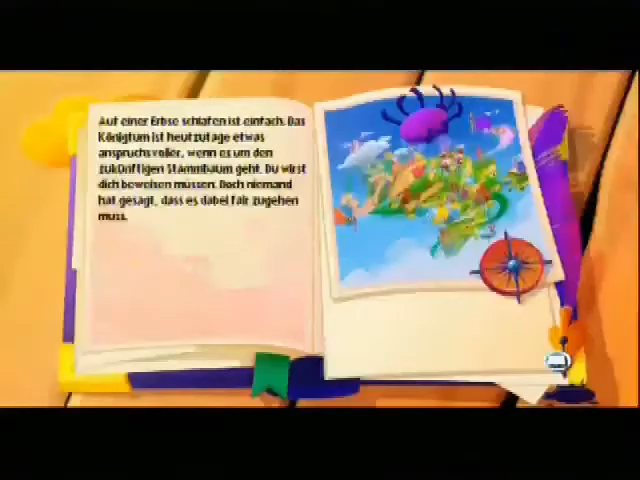 Auf einer Erbse schlafen ist einfach. Das
Königtum ist heutzutage etwas
anspruchsvoller, wenn es um den
zukünftigen Stammbaum geht. Du wirst
dich beweisen müssen. Doch niemand
hat gesagt, dass es dabei fair zugehen
muss.